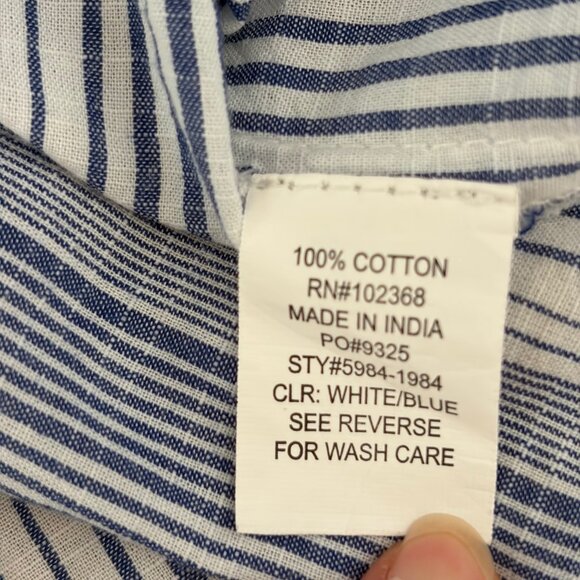 100% COTTON
RN#102368
MADE IN INDIA
PO#9325
STY#5984-1984
CLR: WHITE/BLUE
SEE REVERSE
FOR WASH CARE